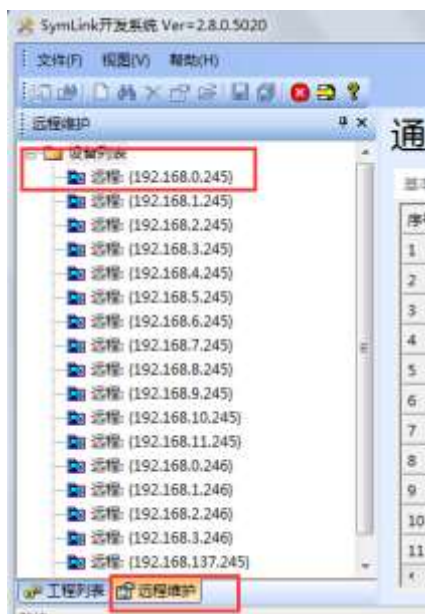 SymLink开发系统 Ver=2.8.0.5020
文件(F) 视图(V) 帮助(H)
远程维护
设备列表
远程: (192.168.0.245)
远程: (192.168.1.245)
远程: (192.168.2.245)
远程: (192.168.3.245)
远程: (192.168.4.245)
远程: (192.168.5.245)
远程: (192.168.6.245)
远程: (192.168.7.245)
远程: (192.168.8.245)
远程: (192.168.9.245)
远程: (192.168.10.245)
远程: (192.168.11.245)
远程: (192.168.0.246)
远程: (192.168.1.246)
远程: (192.168.2.246)
远程: (192.168.3.246)
远程: (192.168.137.245)
工程列表 远程维护
通
基本
序号
1
2
3
4
5
6
7
8
9
10
11